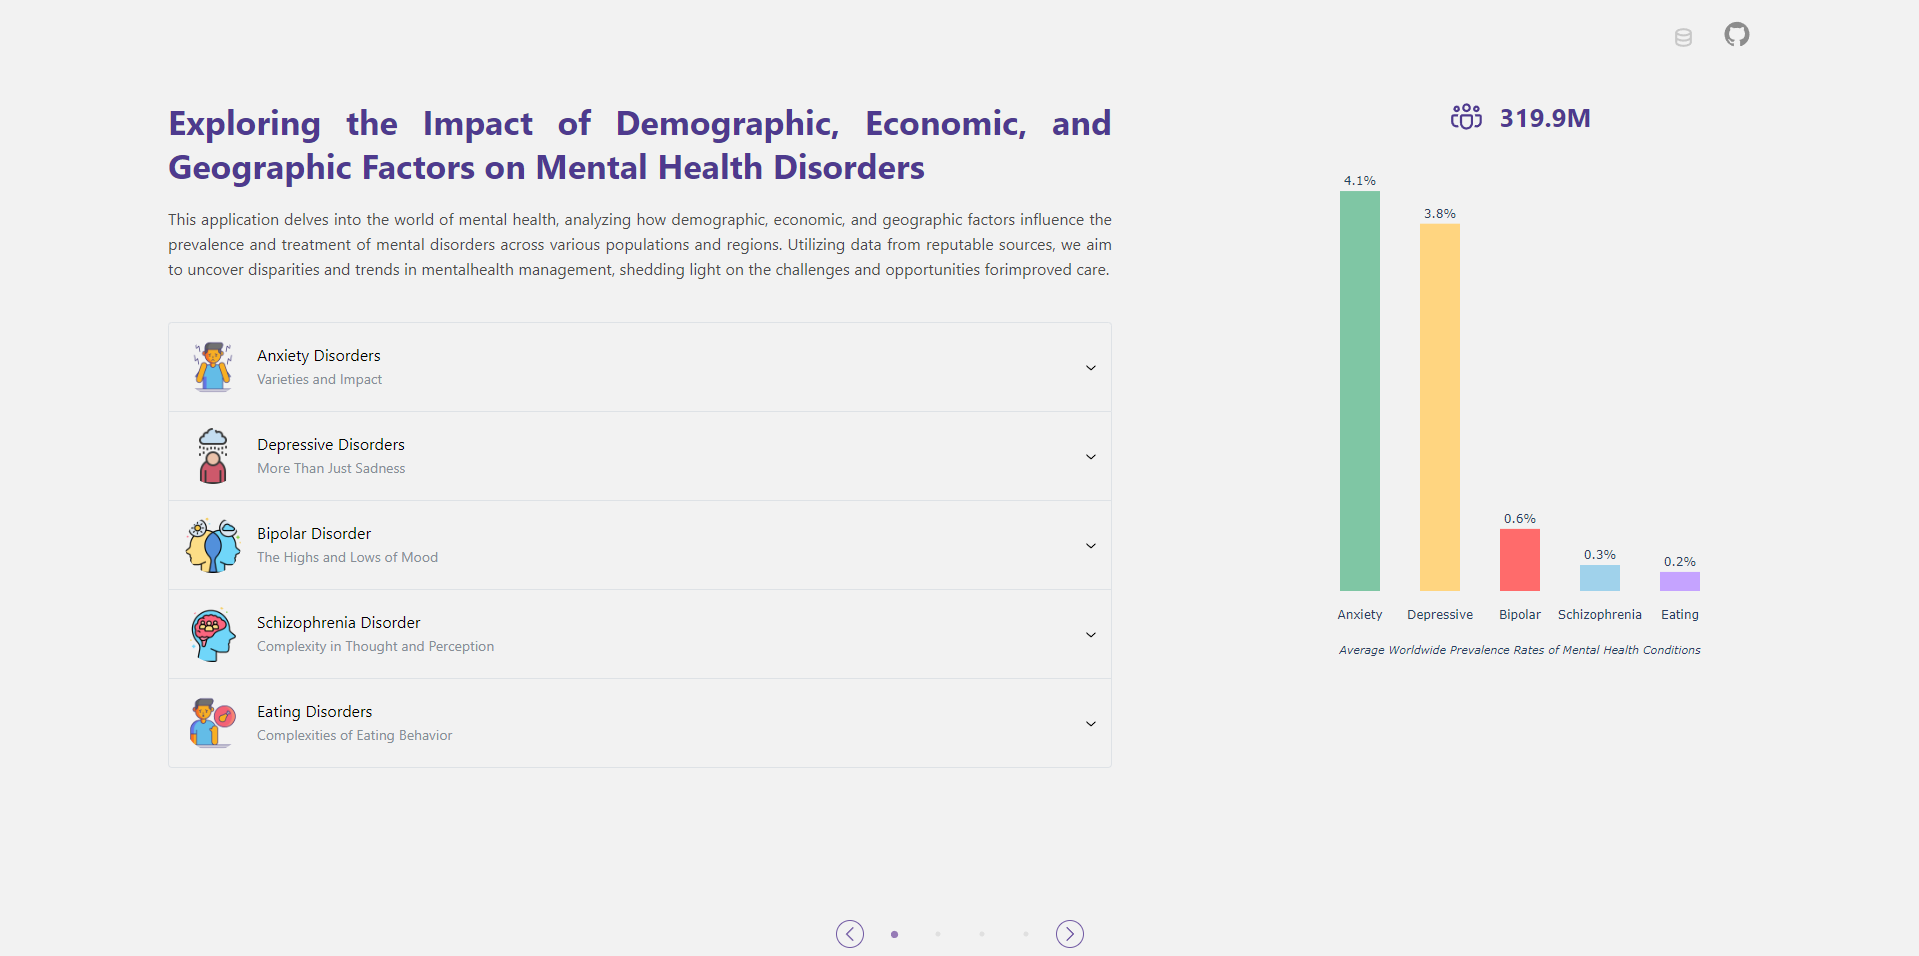 Exploring the Impact of Demographic, Economic, and
Geographic Factors on Mental Health Disorders
This application delves into the world of mental health, analyzing how demographic, economic, and geographic factors influence the
prevalence and treatment of mental disorders across various populations and regions. Utilizing data from reputable sources, we aim
to uncover disparities and trends in mentalhealth management, shedding light on the challenges and opportunities forimproved care.
Anxiety Disorders
Varieties and Impact
Depressive Disorders
More Than Just Sadness
Bipolar Disorder
The Highs and Lows of Mood
Schizophrenia Disorder
Complexity in Thought and Perception
Eating Disorders
Complexities of Eating Behavior
319.9M
4.1%
3.8%
0.6%
0.3%
0.2%
Anxiety Depressive Bipolar Schizophrenia Eating
Average Worldwide Prevalence Rates of Mental Health Conditions